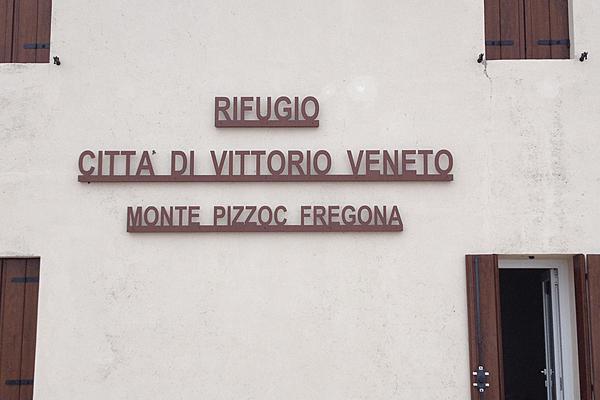 RIFUGIO
CITTA` DI VITTORIO VENETO
MONTE PIZZOC FREGONA